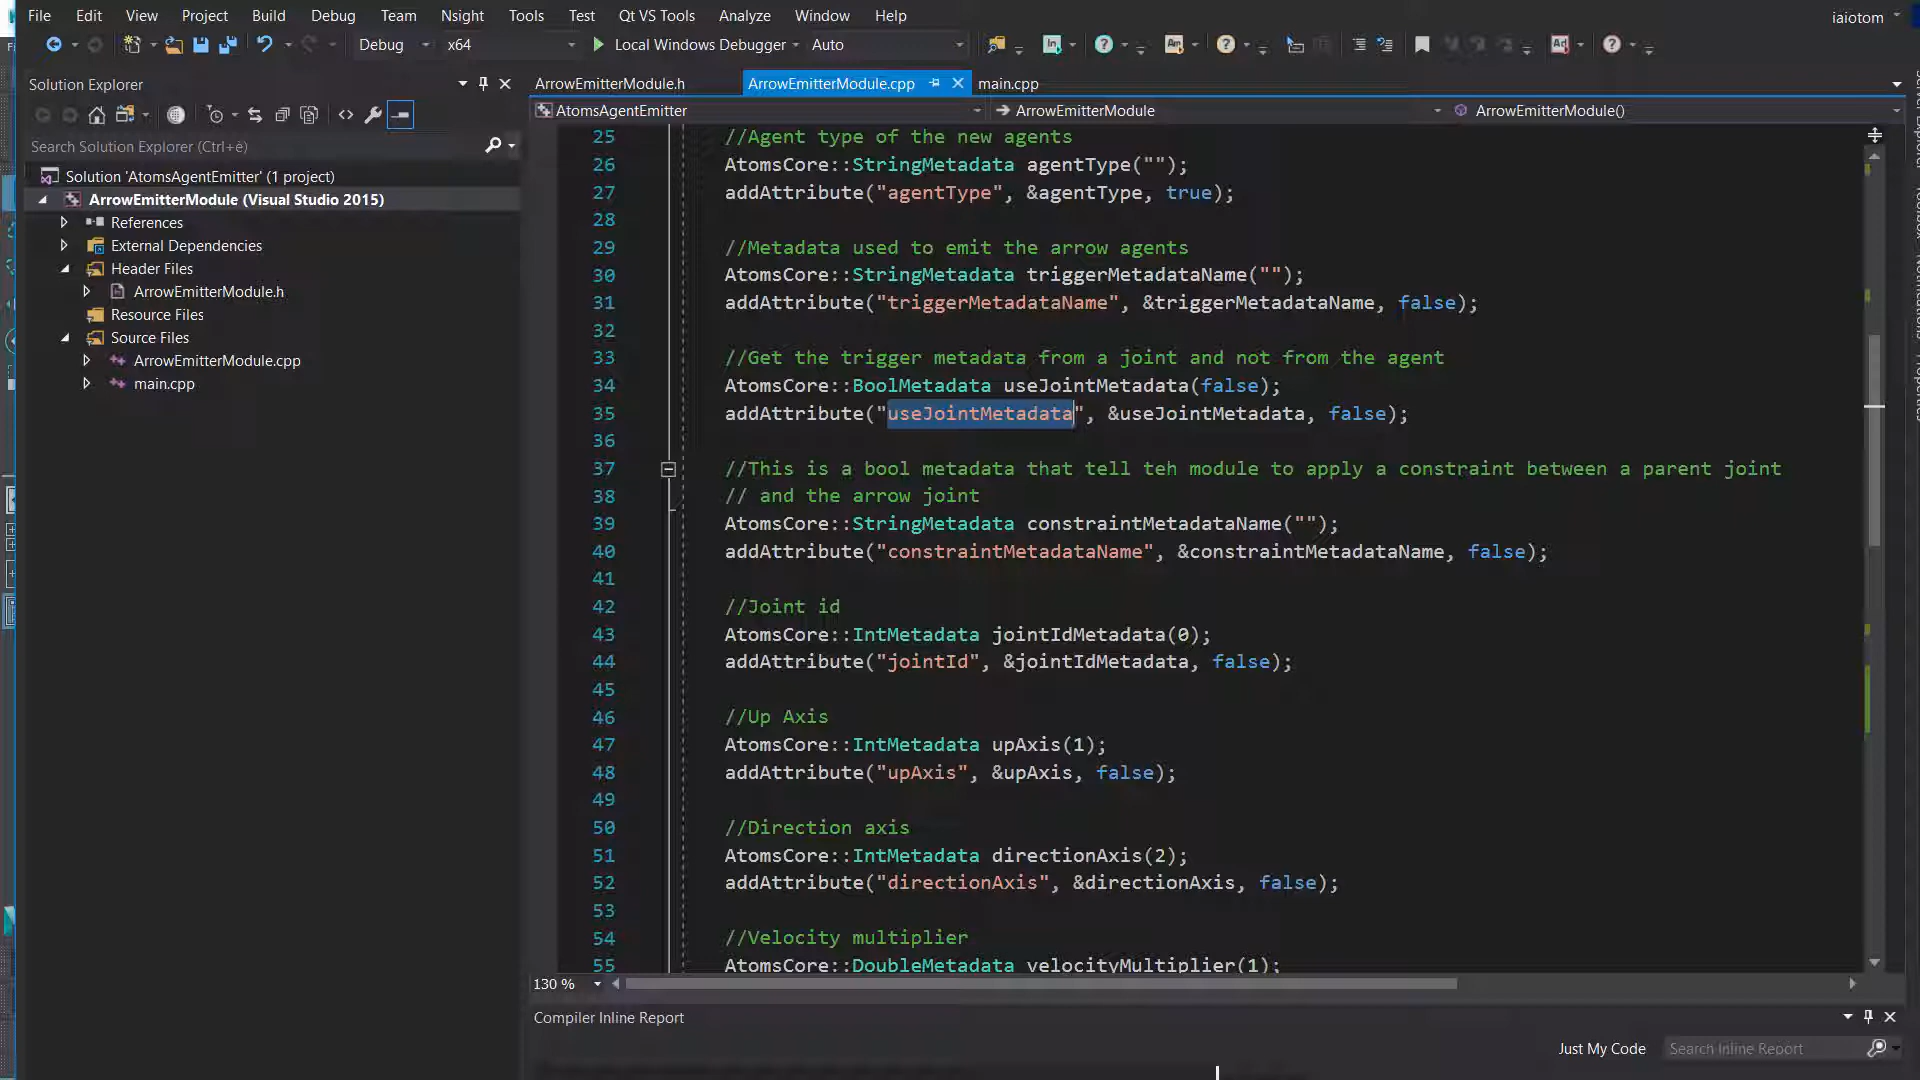 File Edit View Project Build Debug Team Nsight Tools Test Qt VS Tools Analyze Window Help
iaiotom
Debug x64 Local Windows Debugger Auto
Solution Explorer
ArrowEmitterModule.h ArrowEmitterModule.cpp main.cpp
AtomsAgentEmitter ArrowEmitterModule ArrowEmitterModule()
Search Solution Explorer (Ctrl+è)
Solution 'AtomsAgentEmitter' (1 project)
ArrowEmitterModule (Visual Studio 2015)
References
External Dependencies
Header Files
ArrowEmitterModule.h
Resource Files
Source Files
ArrowEmitterModule.cpp
main.cpp
25 //Agent type of the new agents
26 AtomsCore::StringMetadata agentType("");
27 addAttribute("agentType", &agentType, true);
28
29 //Metadata used to emit the arrow agents
30 AtomsCore::StringMetadata triggerMetadataName("");
31 addAttribute("triggerMetadataName", &triggerMetadataName, false);
32
33 //Get the trigger metadata from a joint and not from the agent
34 AtomsCore::BoolMetadata useJointMetadata(false);
35 addAttribute("useJointMetadata", &useJointMetadata, false);
36
37 //This is a bool metadata that tell teh module to apply a constraint between a parent joint
38 // and the arrow joint
39 AtomsCore::StringMetadata constraintMetadataName("");
40 addAttribute("constraintMetadataName", &constraintMetadataName, false);
41
42 //Joint id
43 AtomsCore::IntMetadata jointIdMetadata(0);
44 addAttribute("jointId", &jointIdMetadata, false);
45
46 //Up Axis
47 AtomsCore::IntMetadata upAxis(1);
48 addAttribute("upAxis", &upAxis, false);
49
50 //Direction axis
51 AtomsCore::IntMetadata directionAxis(2);
52 addAttribute("directionAxis", &directionAxis, false);
53
54 //Velocity multiplier
55 AtomsCore::DoubleMetadata velocityMultiplier(1);
130 %
Compiler Inline Report
Just My Code Search Inline Report